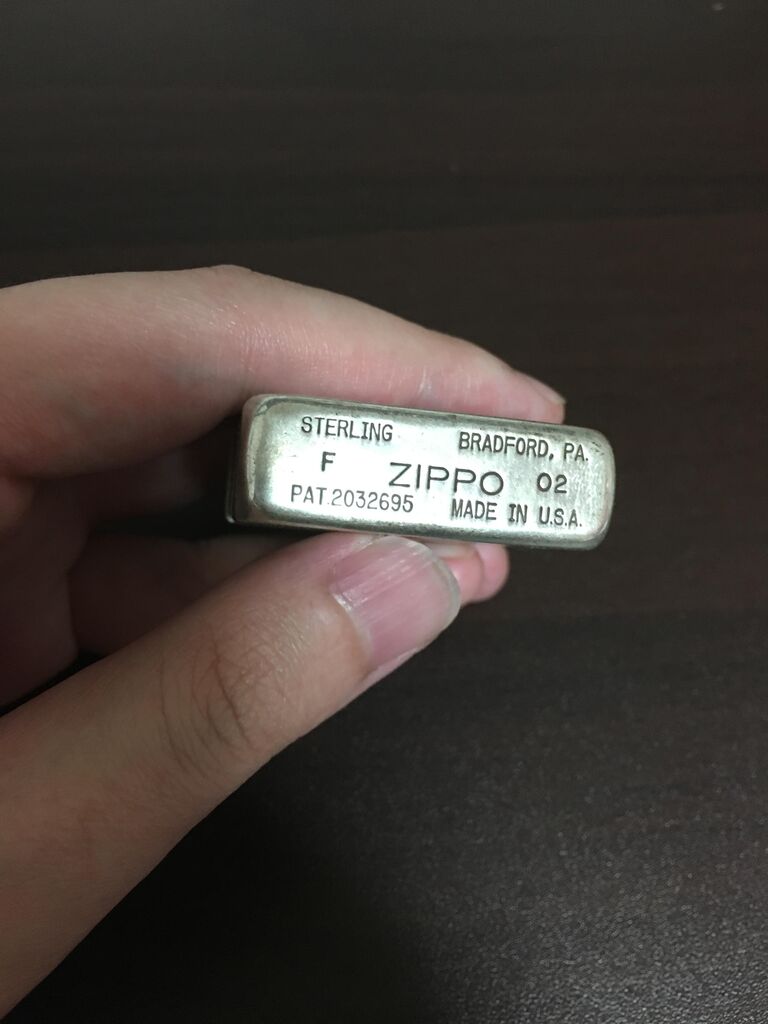 STERLING BRADFORD, PA.
F ZIPPO 02
PAT.2032695 MADE IN U.S.A.